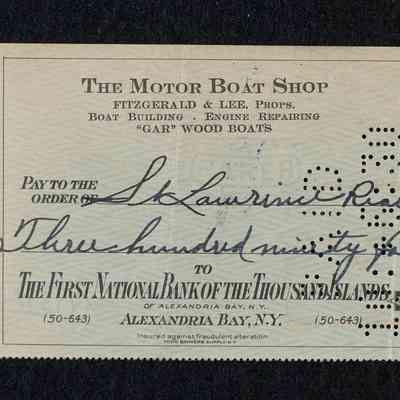 THE MOTOR BOAT SHOP
FITZGERALD & LEE, PROPS.
BOAT BUILDING - ENGINE REPAIRING
"GAR" WOOD BOATS
PAY TO THE
ORDER OF St Lawrence
Three hundred ninety
TO
THE FIRST NATIONAL BANK OF THE THOUSAND ISLANDS
OF ALEXANDRIA BAY, N.Y.
(50-643) ALEXANDRIA BAY, N.Y. (50-643)
Insured against fraudulent alteration